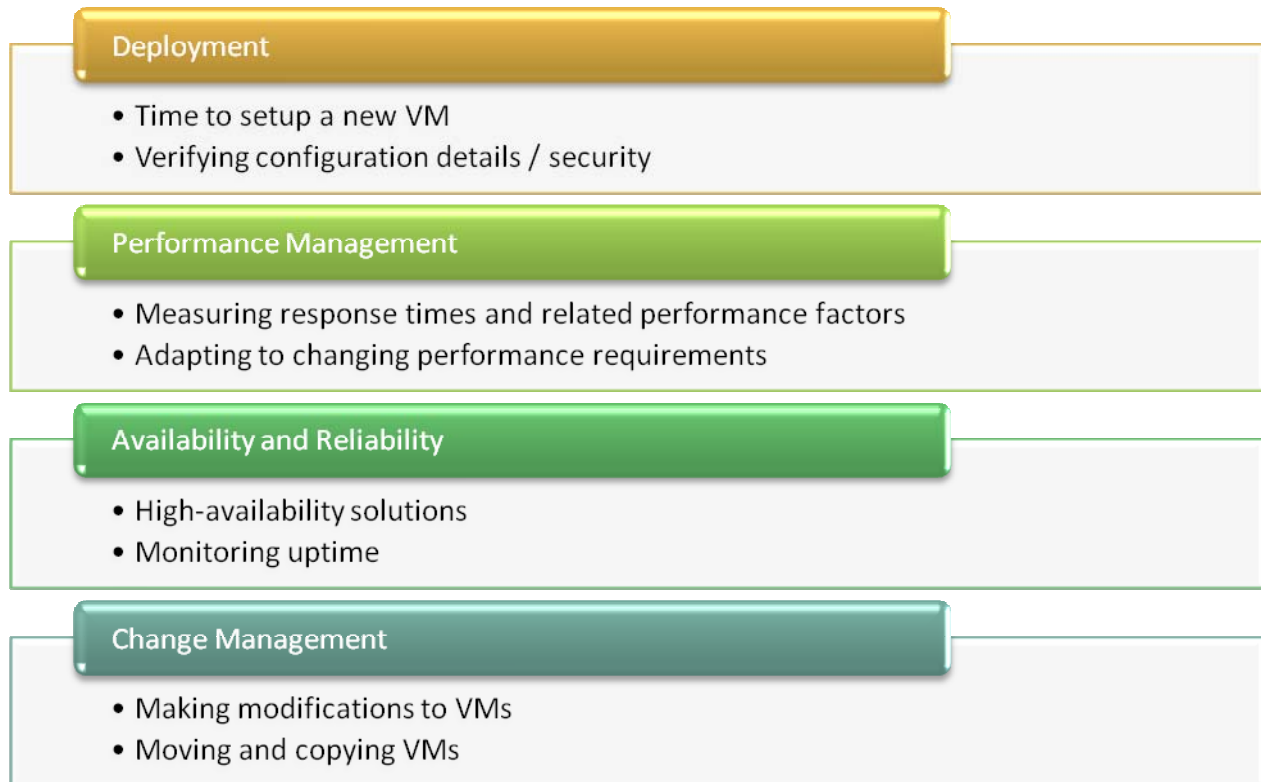 Deployment
• Time to setup a new VM
• Verifying configuration details / security
Performance Management
• Measuring response times and related performance factors
• Adapting to changing performance requirements
Availability and Reliability
• High-availability solutions
• Monitoring uptime
Change Management
• Making modifications to VMs
• Moving and copying VMs